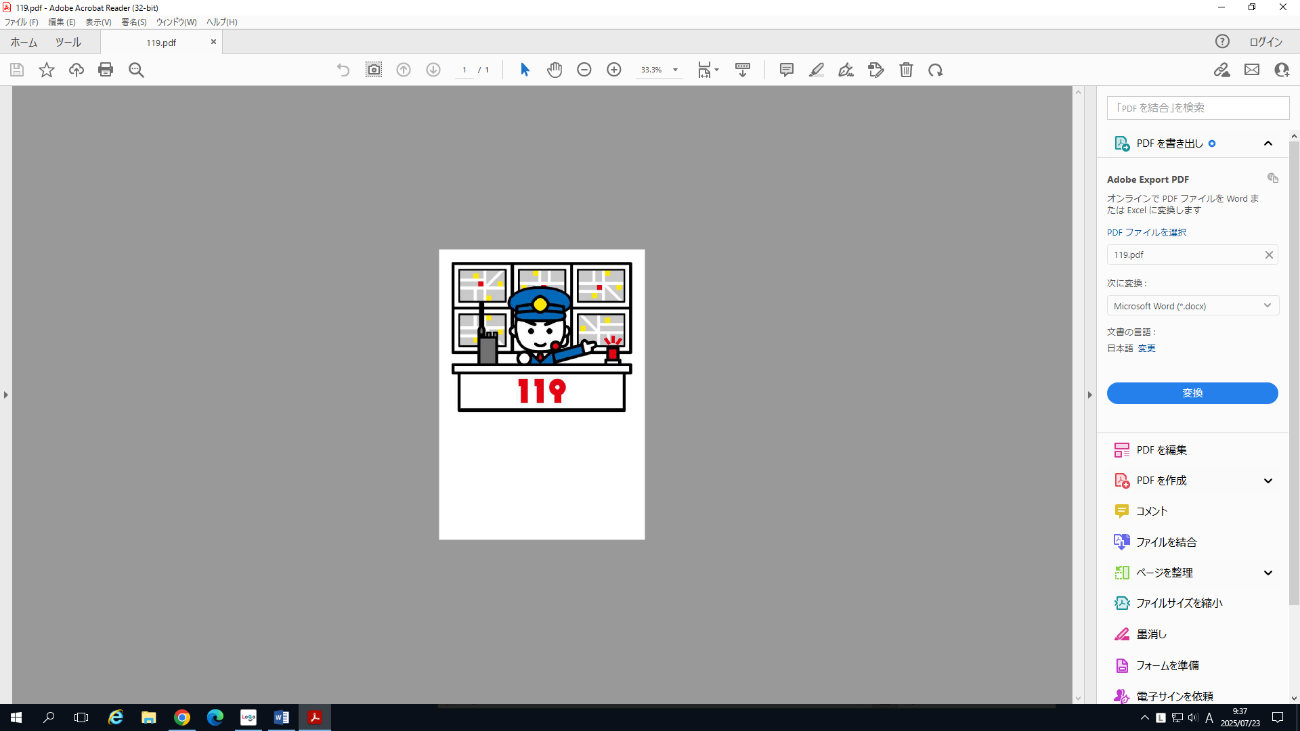 119.pdf - Adobe Acrobat Reader (32-bit)
ファイル(F) 編集(E) 表示(V) 署名(S) ウィンドウ(W) ヘルプ(H)
ホーム ツール 119.pdf ログイン
1 / 1 33.3%
「PDF を結合」を検索
PDF を書き出し
Adobe Export PDF
オンラインで PDF ファイルを Word ま
たは Excel に変換します
PDF ファイルを選択
119.pdf
次に変換 :
Microsoft Word (*.docx)
文書の言語 :
日本語 変更
変換
PDF を編集
PDF を作成
コメント
ファイルを結合
ページを整理
ファイルサイズを縮小
墨消し
フォームを準備
電子サインを依頼
119
A
9:37
2025/07/23